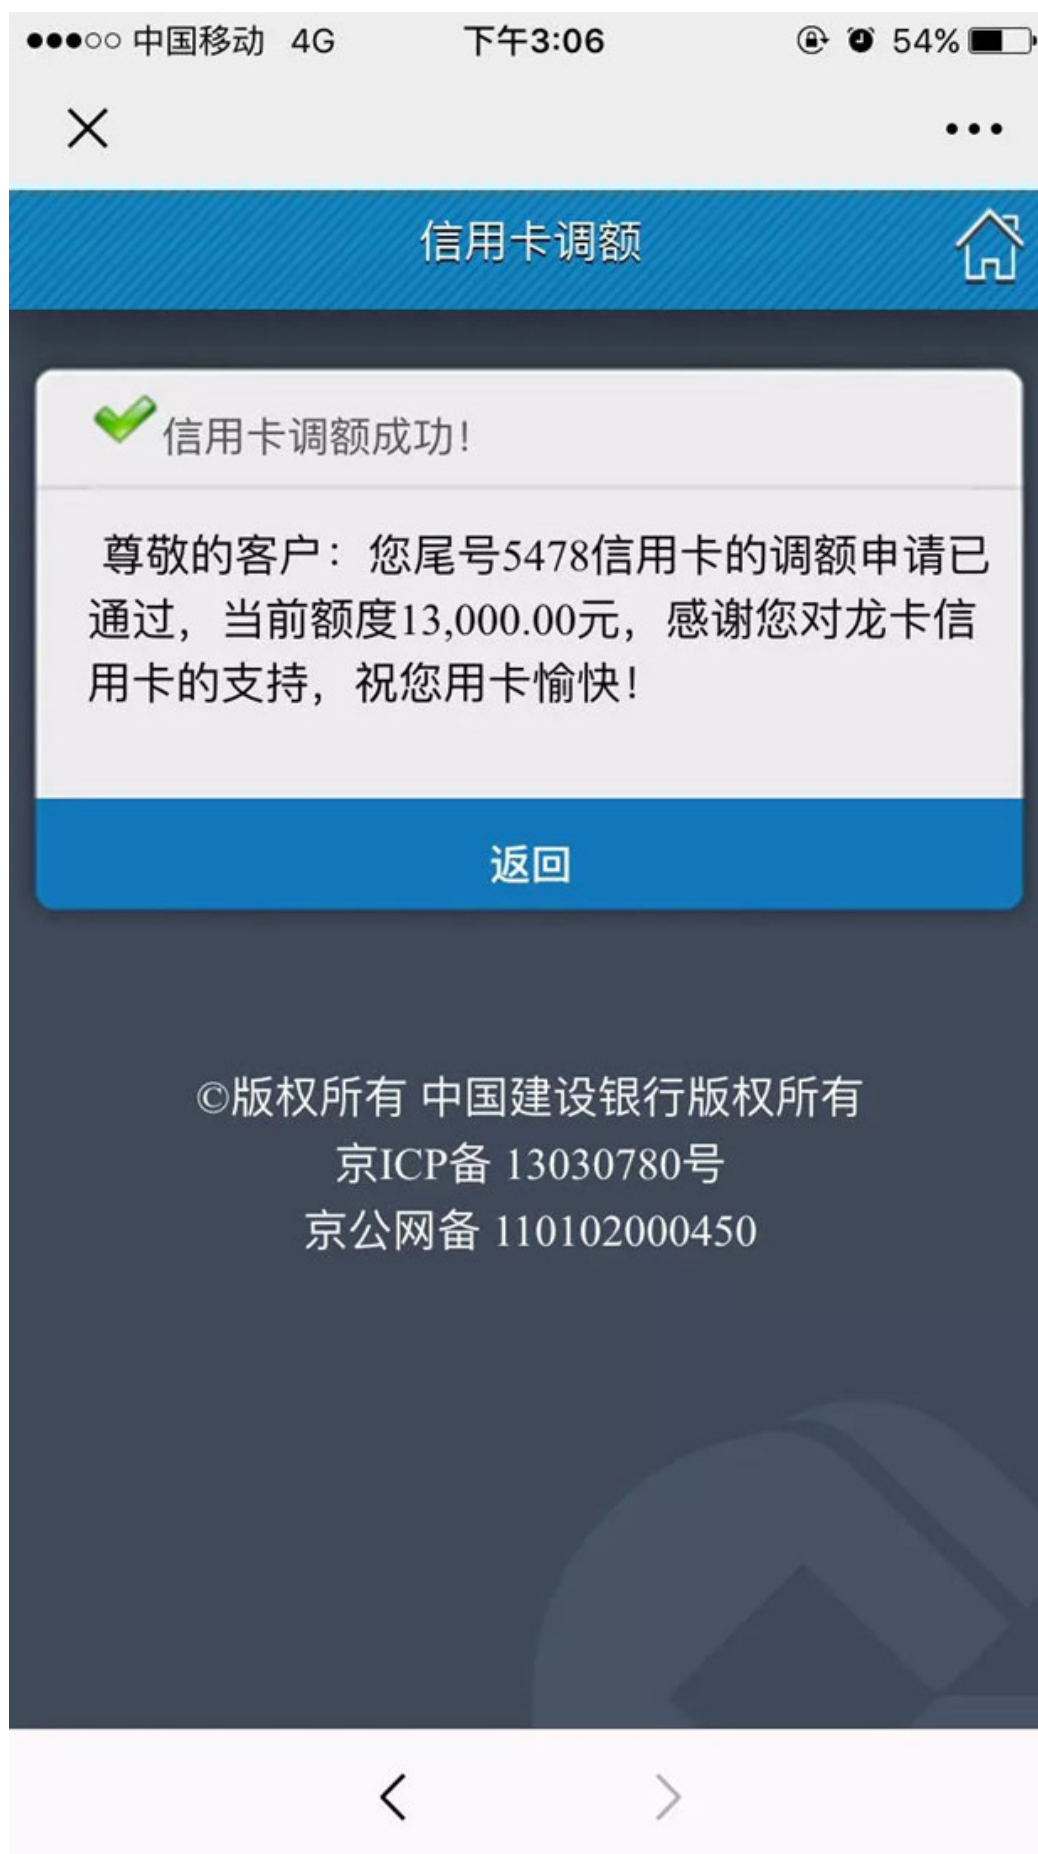 中国移动 4G 下午3:06 54%
信用卡调额
信用卡调额成功!
尊敬的客户：您尾号5478信用卡的调额申请已
通过，当前额度13,000.00元，感谢您对龙卡信
用卡的支持，祝您用卡愉快!
返回
©版权所有 中国建设银行版权所有
京ICP备 13030780号
京公网备 110102000450